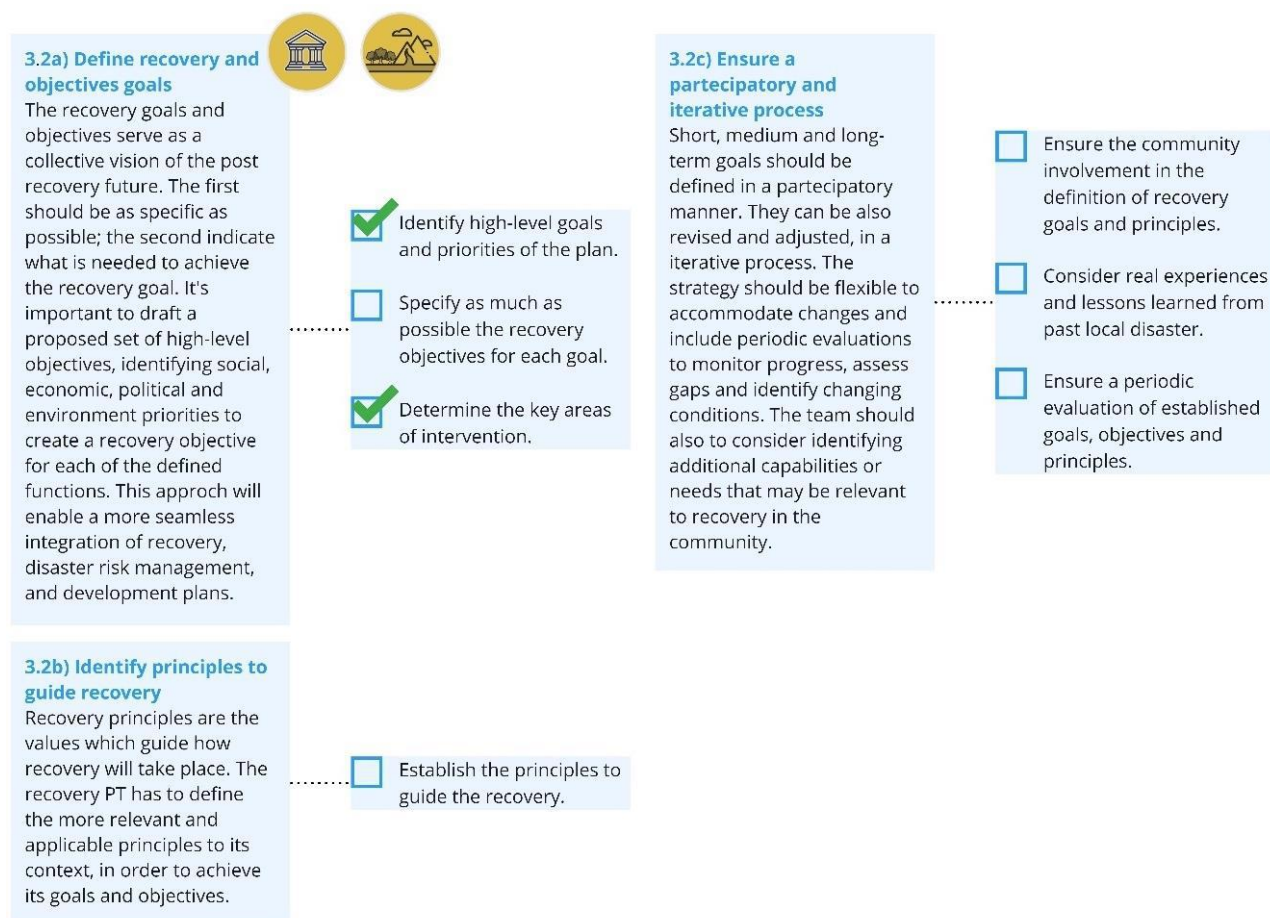 3.2a) Define recovery and
objectives goals
The recovery goals and
objectives serve as a
collective vision of the post
recovery future. The first
should be as specific as
possible; the second indicate
what is needed to achieve
the recovery goal. It's
important to draft a
proposed set of high-level
objectives, identifying social,
economic, political and
environment priorities to
create a recovery objective
for each of the defined
functions. This approch will
enable a more seamless
integration of recovery,
disaster risk management,
and development plans.
Identify high-level goals
and priorities of the plan.
Specify as much as
possible the recovery
objectives for each goal.
Determine the key areas
of intervention.
3.2b) Identify principles to
guide recovery
Recovery principles are the
values which guide how
recovery will take place. The
recovery PT has to define
the more relevant and
applicable principles to its
context, in order to achieve
its goals and objectives.
Establish the principles to
guide the recovery.
3.2c) Ensure a
partecipatory and
iterative process
Short, medium and long-
term goals should be
defined in a partecipatory
manner. They can be also
revised and adjusted, in a
iterative process. The
strategy should be flexible to
accommodate changes and
include periodic evaluations
to monitor progress, assess
gaps and identify changing
conditions. The team should
also to consider identifying
additional capabilities or
needs that may be relevant
to recovery in the
community.
Ensure the community
involvement in the
definition of recovery
goals and principles.
Consider real experiences
and lessons learned from
past local disaster.
Ensure a periodic
evaluation of established
goals, objectives and
principles.